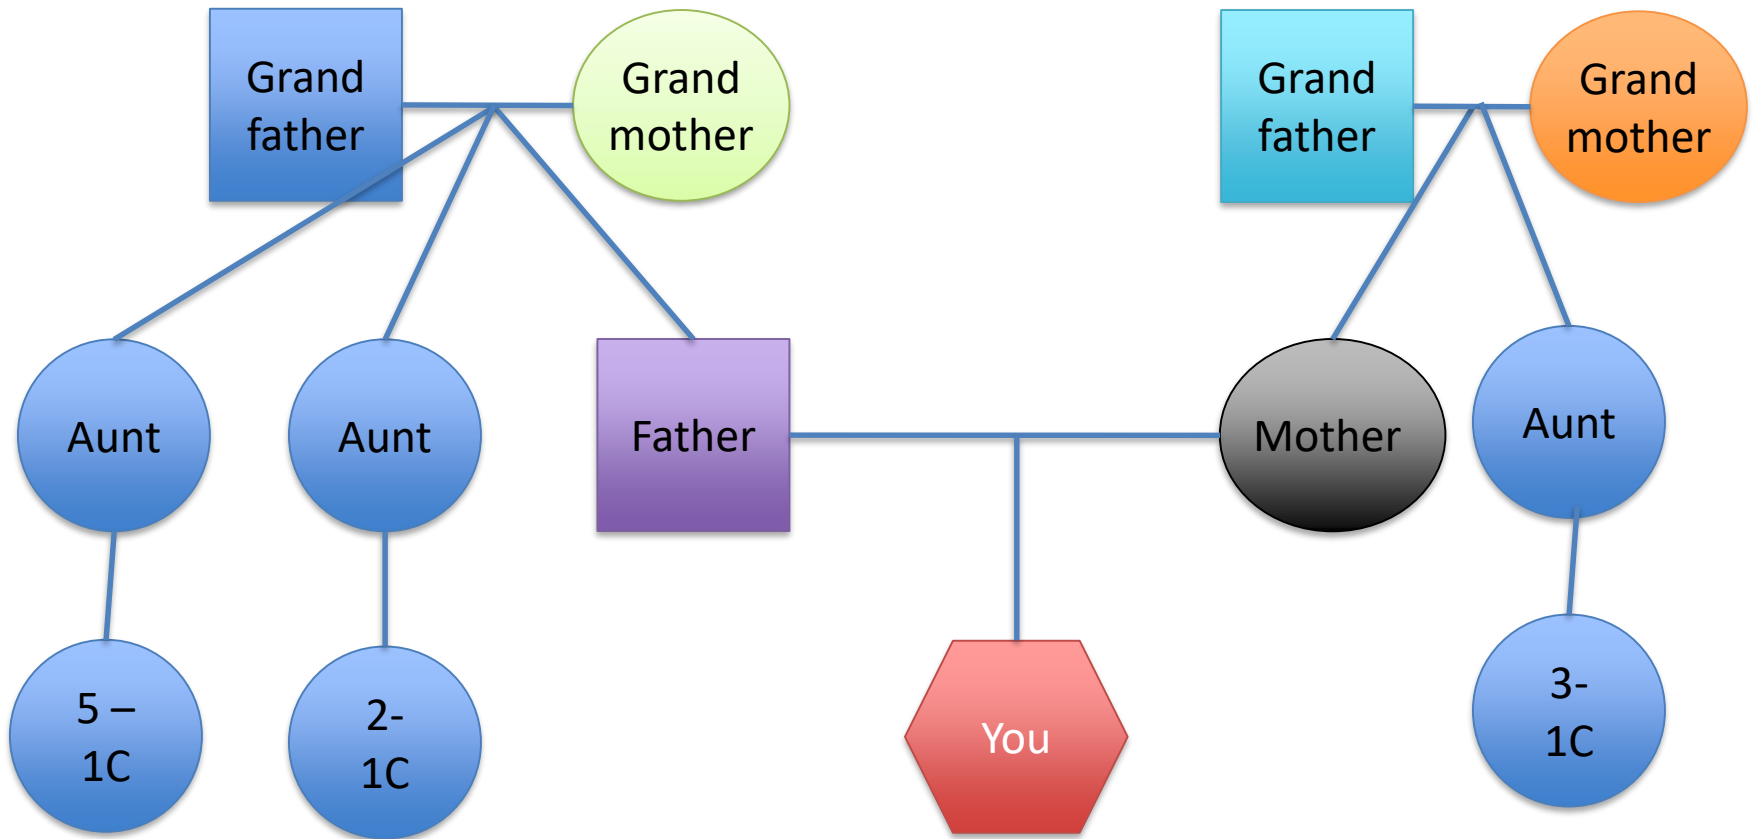 Grand
father
Grand
mother
Grand
father
Grand
mother
Aunt
Aunt
Father
Mother
Aunt
5 –
1C
2-
1C
You
3-
1C